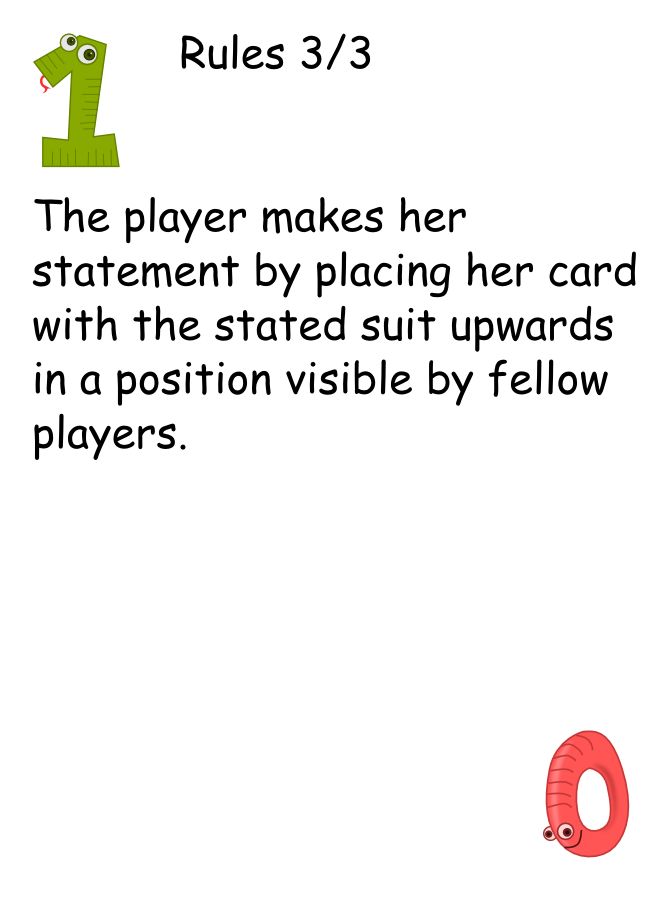 1
Rules 3/3
The player makes her
statement by placing her card
with the stated suit upwards
in a position visible by fellow
players.
0